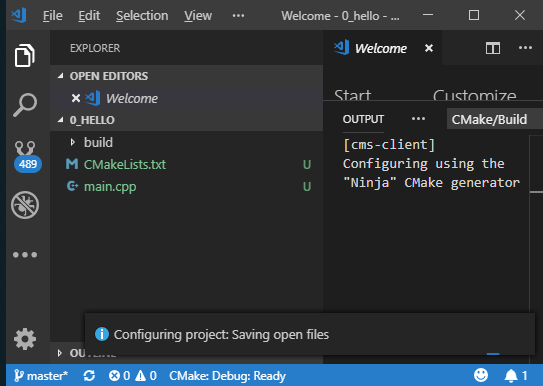 File Edit Selection View ··· Welcome - 0_hello - ...
EXPLORER
OPEN EDITORS
Welcome
0_HELLO
build
CMakeLists.txt U
main.cpp U
489
Welcome
Start Customize
OUTPUT ··· CMake/Build
[cms-client]
Configuring using the
"Ninja" CMake generator
Configuring project: Saving open files
master* 0 0 CMake: Debug: Ready 1